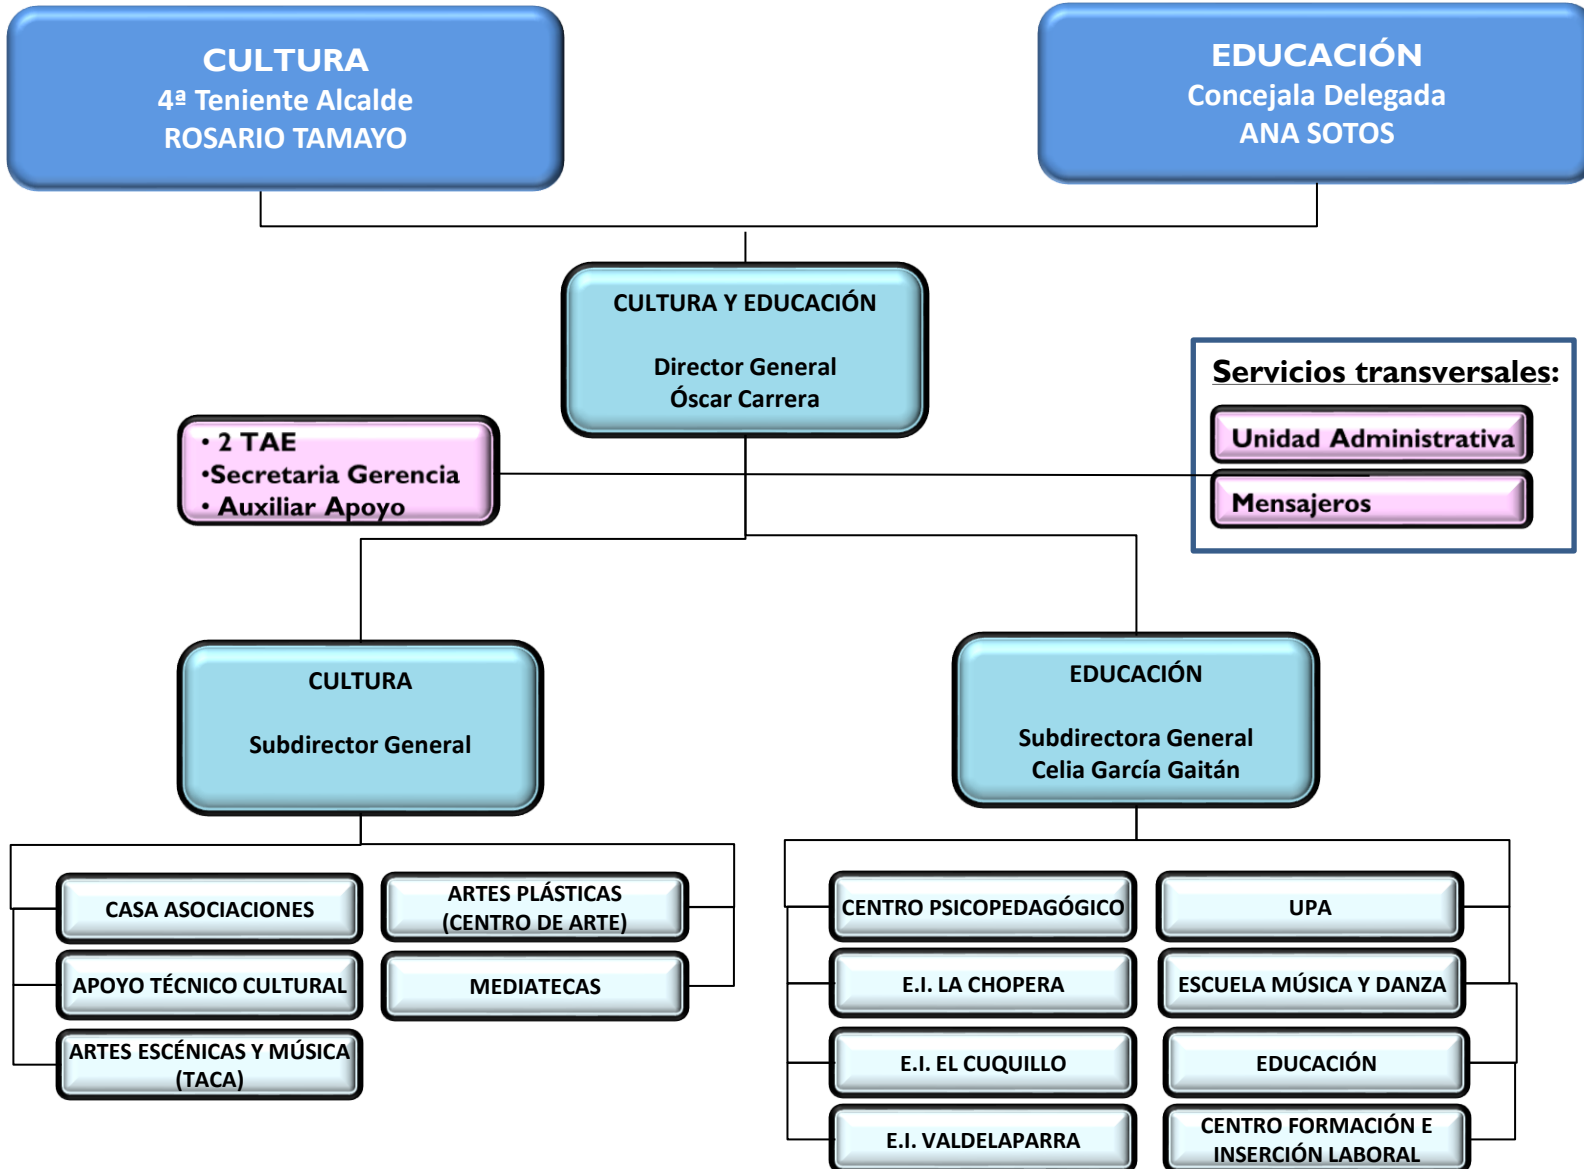 CULTURA
4ª Teniente Alcalde
ROSARIO TAMAYO
EDUCACIÓN
Concejala Delegada
ANA SOTOS
CULTURA Y EDUCACIÓN
Director General
Óscar Carrera
• 2 TAE
•Secretaria Gerencia
• Auxiliar Apoyo
Servicios transversales:
Unidad Administrativa
Mensajeros
CULTURA
Subdirector General
EDUCACIÓN
Subdirectora General
Celia García Gaitán
CASA ASOCIACIONES
APOYO TÉCNICO CULTURAL
ARTES ESCÉNICAS Y MÚSICA
(TACA)
ARTES PLÁSTICAS
(CENTRO DE ARTE)
MEDIATECAS
CENTRO PSICOPEDAGÓGICO
E.I. LA CHOPERA
E.I. EL CUQUILLO
E.I. VALDELAPARRA
UPA
ESCUELA MÚSICA Y DANZA
EDUCACIÓN
CENTRO FORMACIÓN E
INSERCIÓN LABORAL